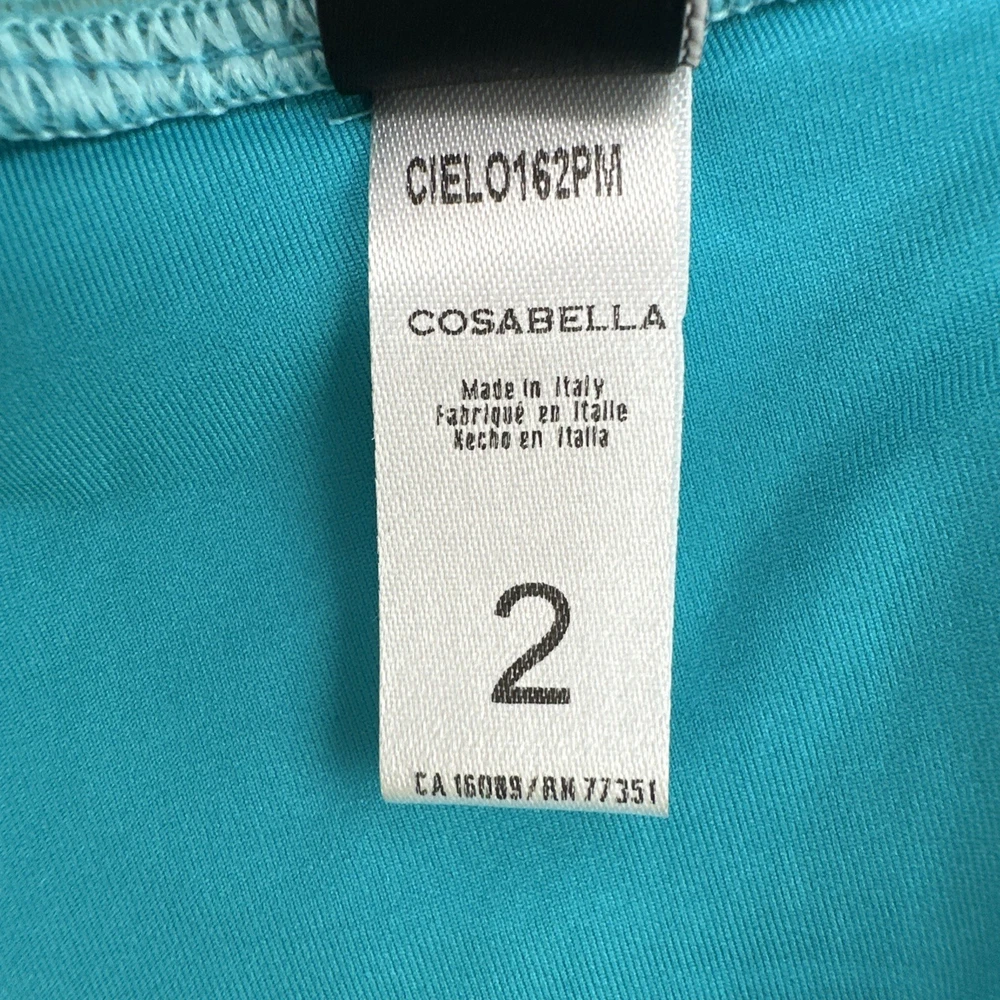 CIELO162PM
COSABELLA
Made in Italy
Fabriqué en Italie
Hecho en Italia
2
CA 16089/RN 77351